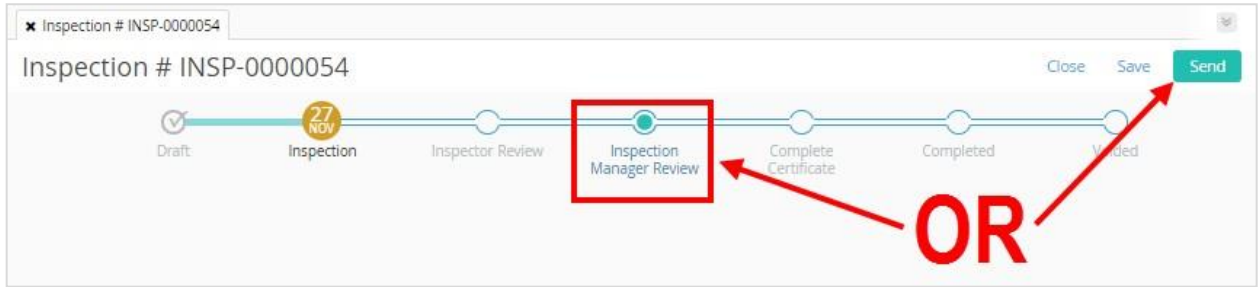 ✖ Inspection # INSP-0000054
Inspection # INSP-0000054
Close Save Send
27
NOV
Draft Inspection Inspector Review Inspection Complete Completed Voided
Manager Review Certificate
OR